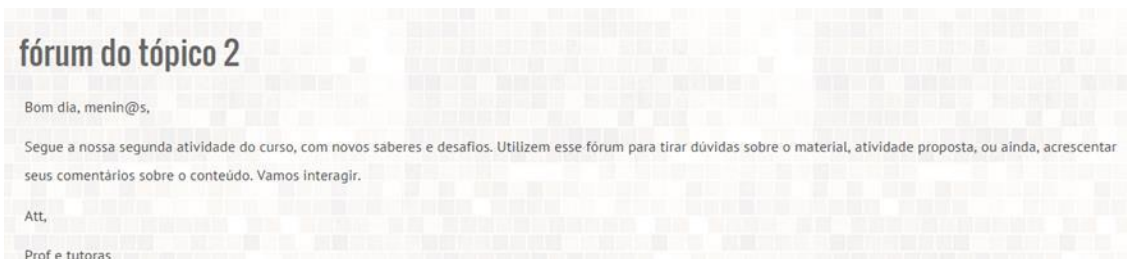 fórum do tópico 2
Bom dia, menin@s,
Segue a nossa segunda atividade do curso, com novos saberes e desafios. Utilizem esse fórum para tirar dúvidas sobre o material, atividade proposta, ou ainda, acrescentar
seus comentários sobre o conteúdo. Vamos interagir.
Att,
Prof e tutoras